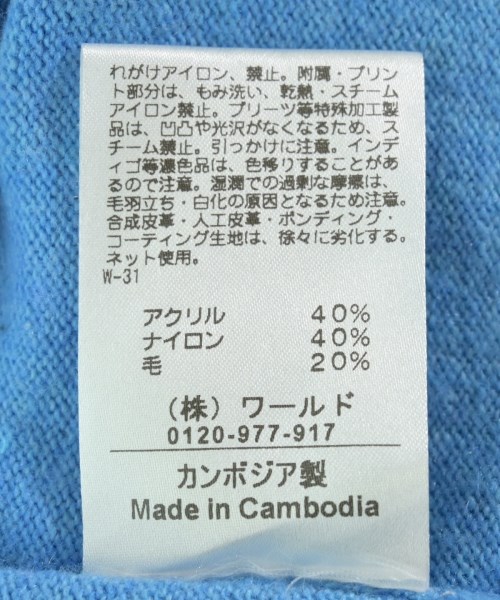 れがけアイロン、禁止。附属・プリン
ト部分は、もみ洗い、乾熱・スチーム
アイロン禁止。プリーツ等特殊加工製
品は、凹凸や光沢がなくなるため、ス
チーム禁止。引っかけに注意。インデ
ィゴ等濃色品は、色移りすることがあ
るので注意。湿潤での過剰な摩擦は、
毛羽立ち・白化の原因となるため注意。
合成皮革・人工皮革・ボンディング・
コーティング生地は、徐々に劣化する。
ネット使用。
W-31
アクリル 40%
ナイロン 40%
毛 20%
（株）ワールド
0120-977-917
カンボジア製
Made in Cambodia